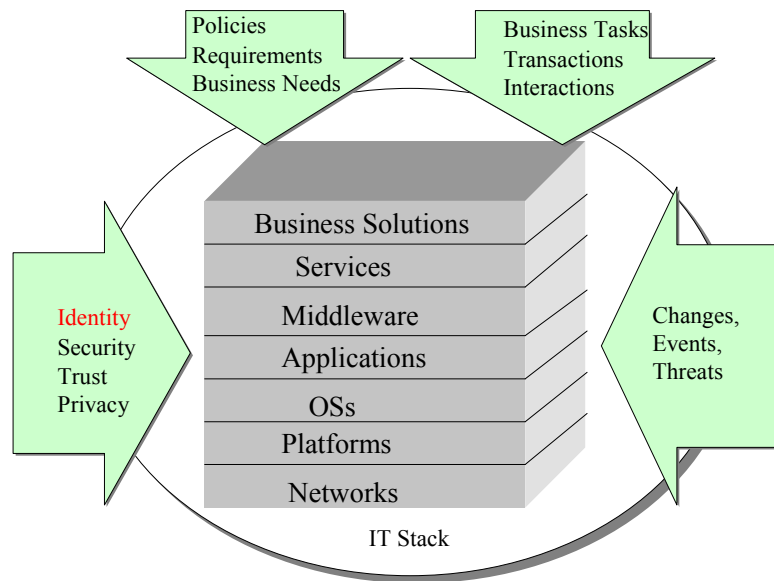 Policies
Requirements
Business Needs
Business Tasks
Transactions
Interactions
Identity
Security
Trust
Privacy
Business Solutions
Services
Middleware
Applications
OSs
Platforms
Networks
Changes,
Events,
Threats
IT Stack